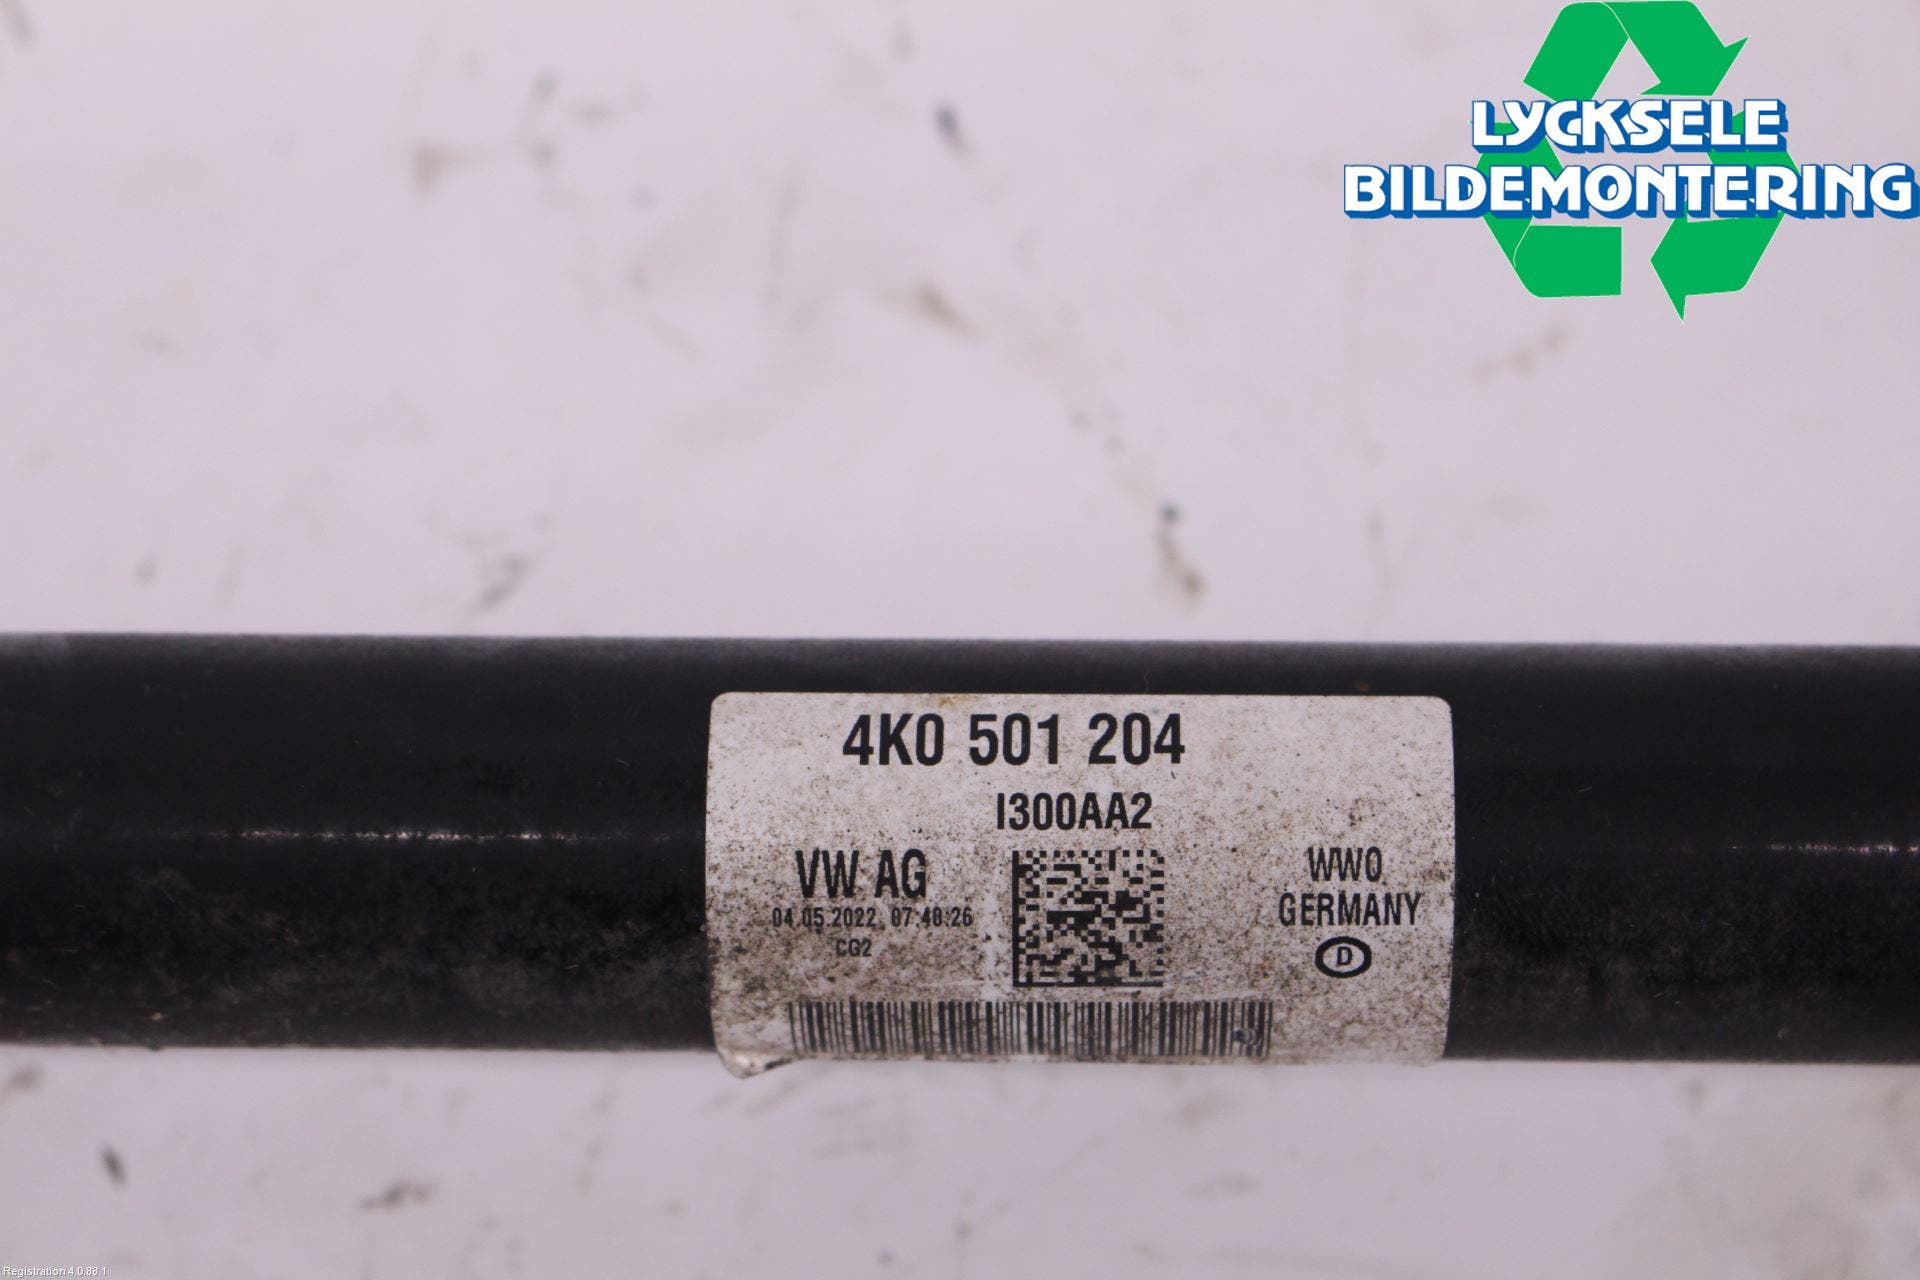 LYCKSELE
BILDEMONTERING
4K0 501 204
I300AA2
VW AG
WWO
04.05.2022 07:40:26
GERMANY
CG2
D
Registration 4.0.88.1